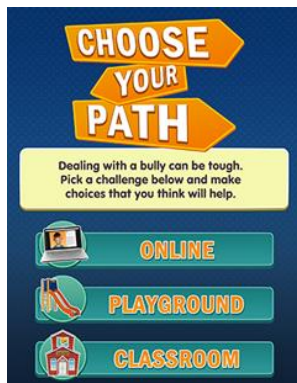 CHOOSE
YOUR
PATH
Dealing with a bully can be tough.
Pick a challenge below and make
choices that you think will help.
ONLINE
PLAYGROUND
CLASSROOM